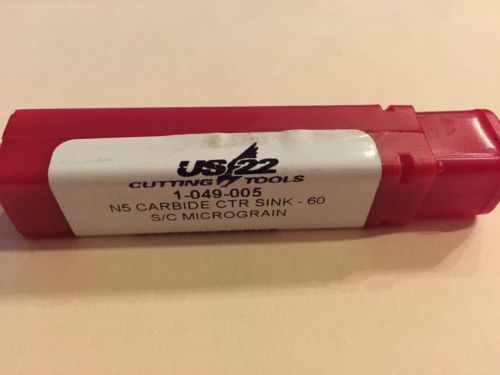 US 22
CUTTING TOOLS
1-049-005
N5 CARBIDE CTR SINK - 60
S/C MICROGRAIN